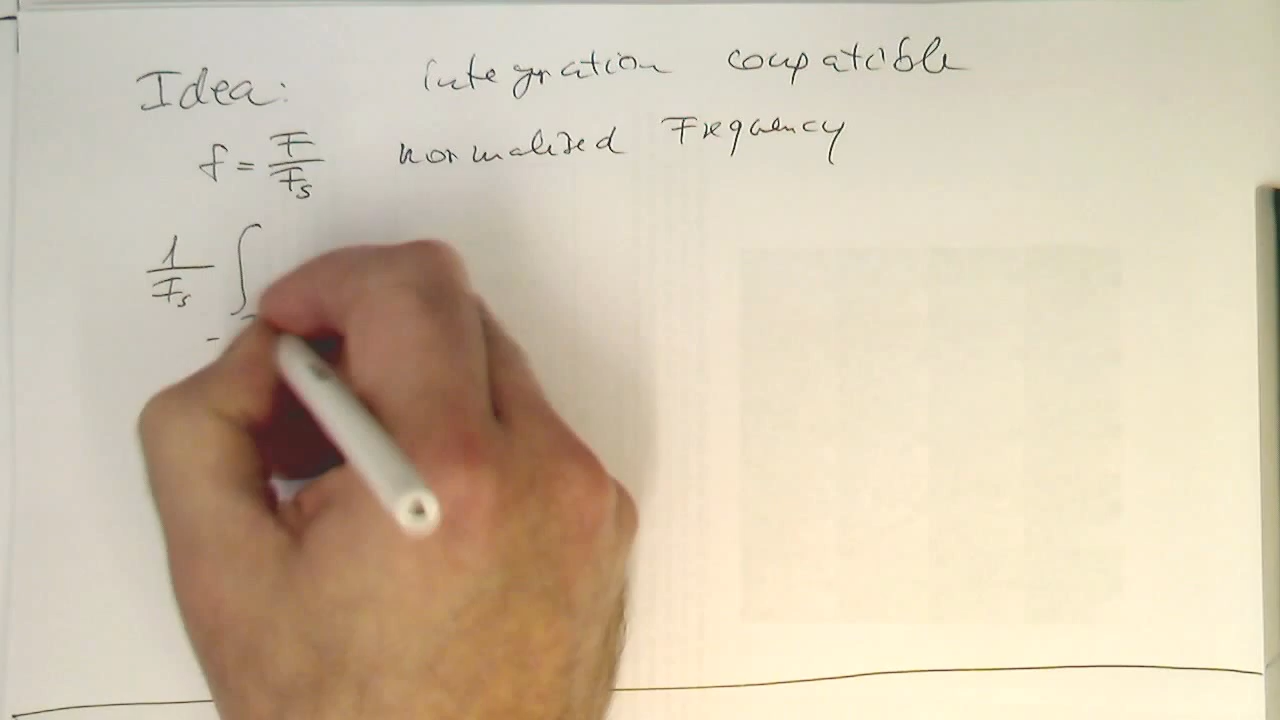 Idea: integration compatible
f = F/Fs normalized Frequency
1/Fs ∫ -